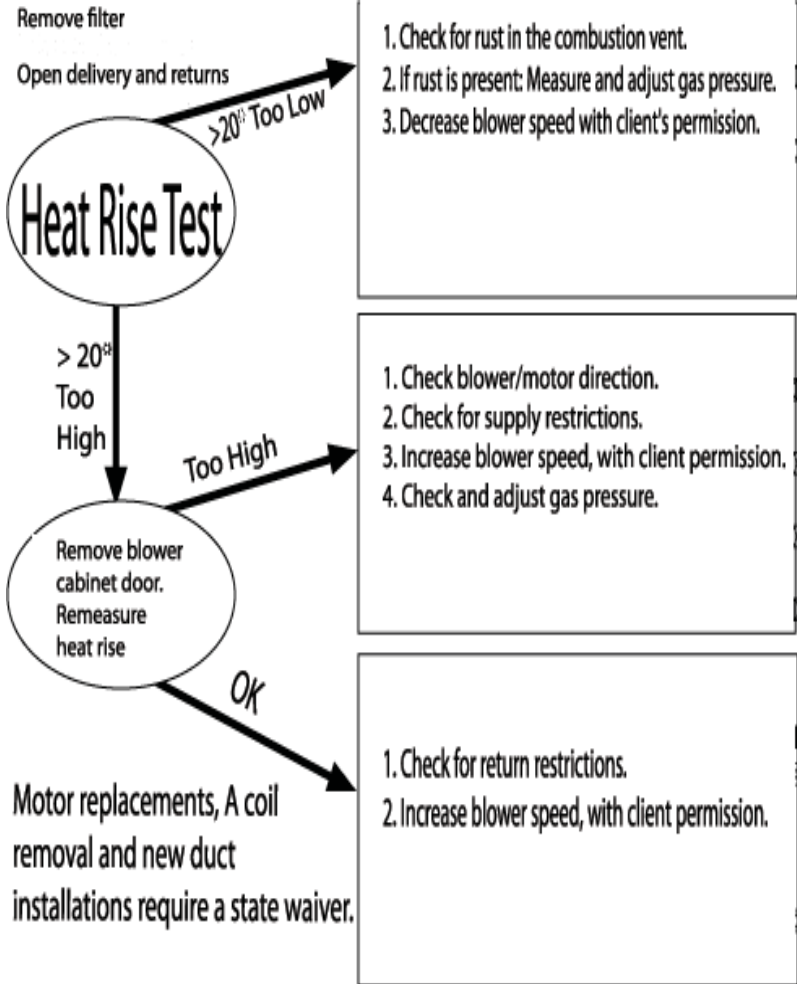 Remove filter
Open delivery and returns
>20° Too Low
Heat Rise Test
1. Check for rust in the combustion vent.
2. If rust is present: Measure and adjust gas pressure.
3. Decrease blower speed with client's permission.
> 20°
Too
High
Too High
1. Check blower/motor direction.
2. Check for supply restrictions.
3. Increase blower speed, with client permission.
4. Check and adjust gas pressure.
Remove blower
cabinet door.
Remeasure
heat rise
OK
1. Check for return restrictions.
2. Increase blower speed, with client permission.
Motor replacements, A coil
removal and new duct
installations require a state waiver.